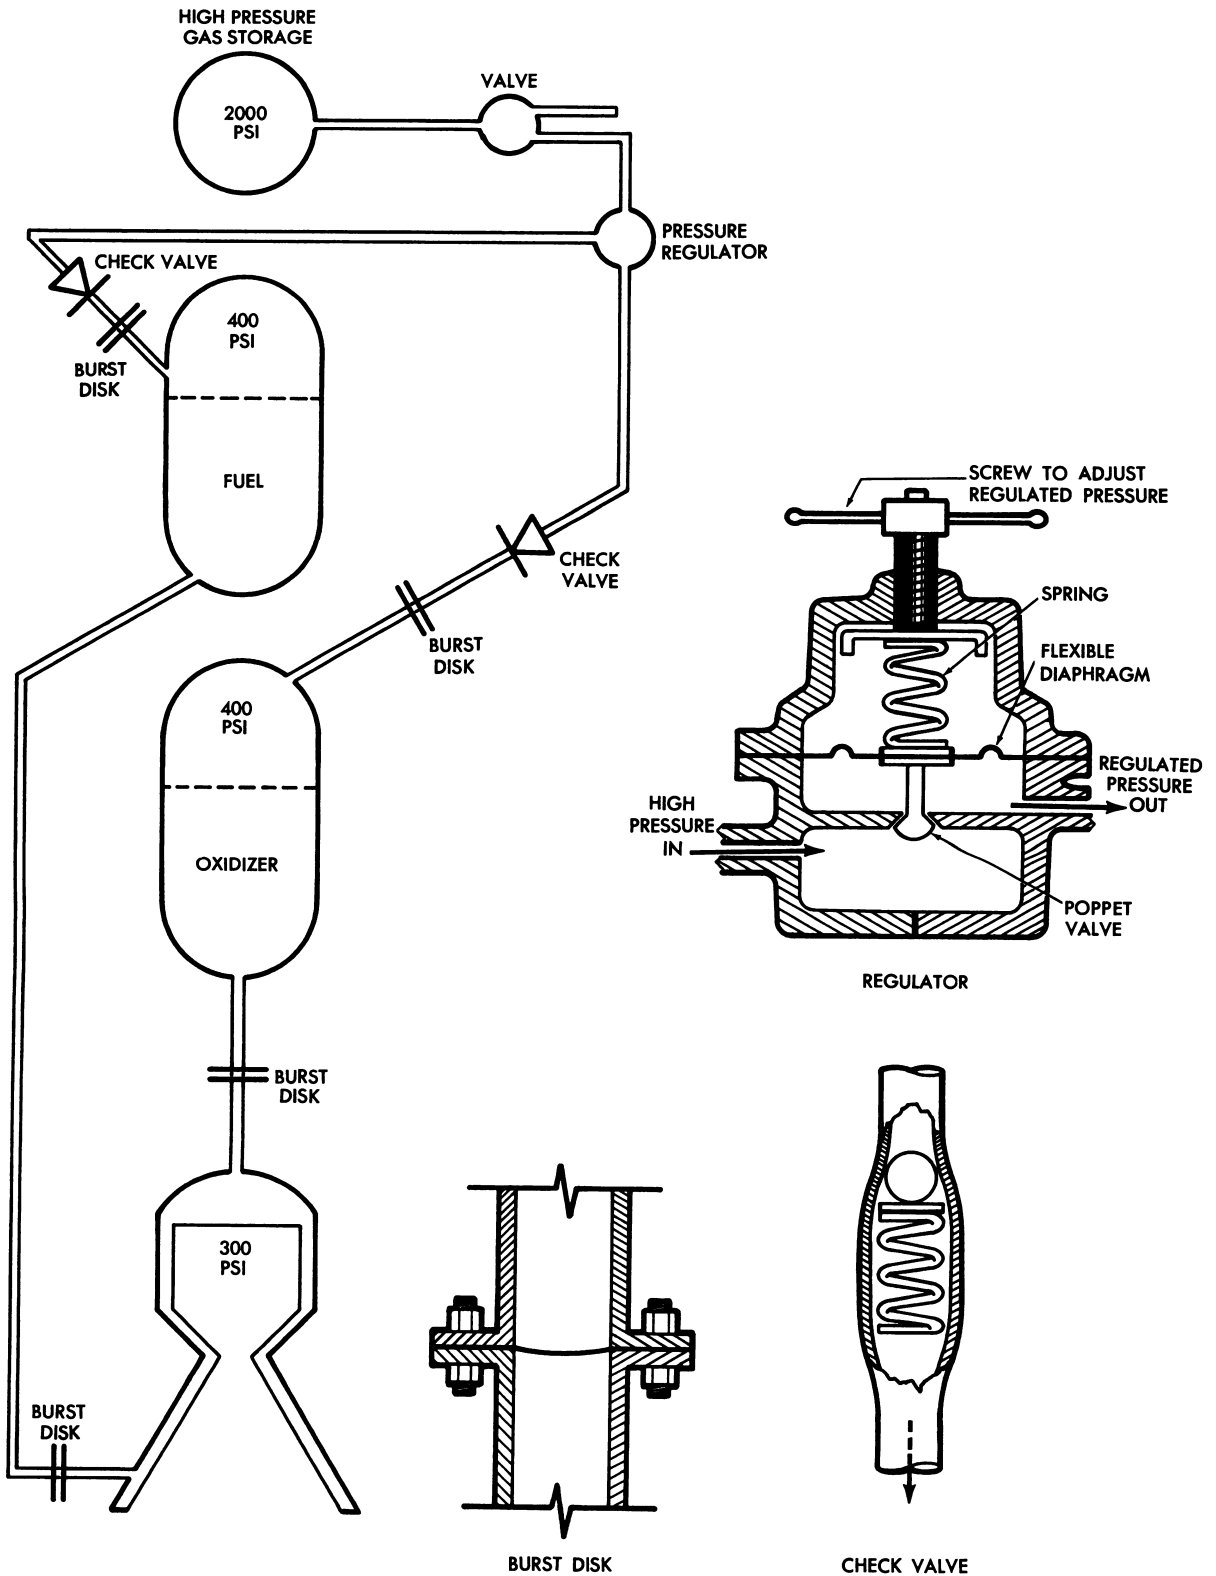 HIGH PRESSURE
GAS STORAGE
2000
PSI
VALVE
PRESSURE
REGULATOR
CHECK VALVE
400
PSI
BURST
DISK
FUEL
CHECK
VALVE
BURST
DISK
400
PSI
OXIDIZER
BURST
DISK
300
PSI
BURST
DISK
SCREW TO ADJUST
REGULATED PRESSURE
SPRING
FLEXIBLE
DIAPHRAGM
REGULATED
PRESSURE
OUT
HIGH
PRESSURE
IN
POPPET
VALVE
REGULATOR
BURST DISK
CHECK VALVE